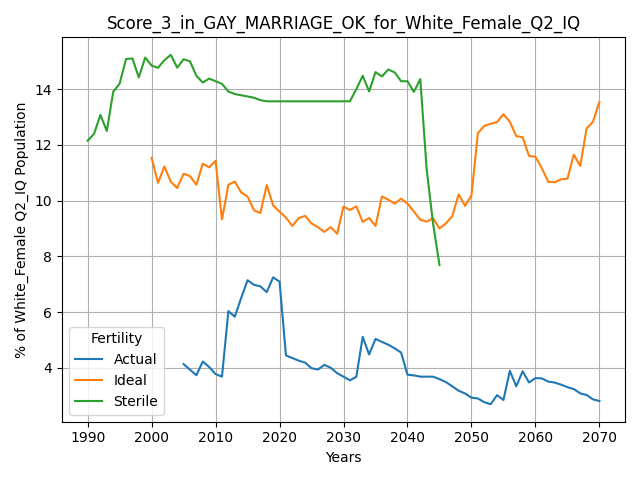 Score_3_in_GAY_MARRIAGE_OK_for_White_Female_Q2_IQ
% of White_Female Q2_IQ Population
14
12
10
8
6
4
Fertility
Actual
Ideal
Sterile
1990 2000 2010 2020 2030 2040 2050 2060 2070
Years